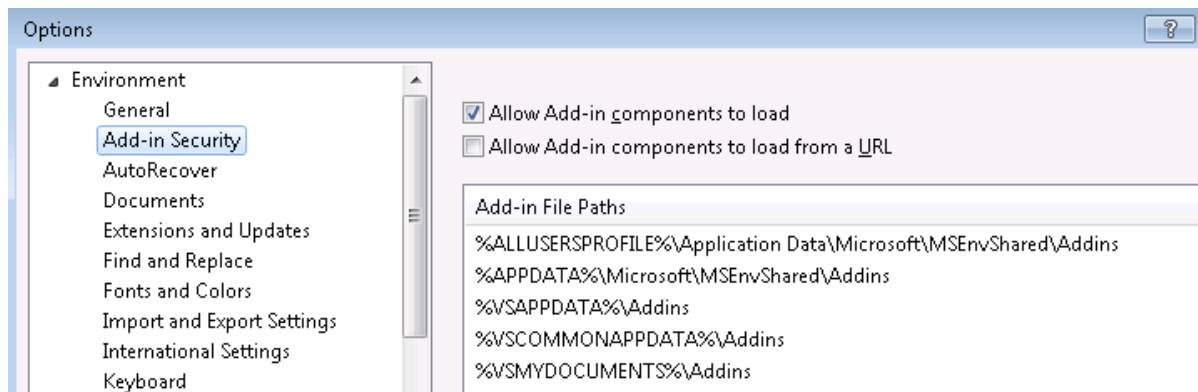 Options
?
Environment
General
Add-in Security
AutoRecover
Documents
Extensions and Updates
Find and Replace
Fonts and Colors
Import and Export Settings
International Settings
Keyboard
Allow Add-in components to load
Allow Add-in components to load from a URL
Add-in File Paths
%ALLUSERSPROFILE%\Application Data\Microsoft\MSEnvShared\Addins
%APPDATA%\Microsoft\MSEnvShared\Addins
%VSAPPDATA%\Addins
%VSCOMMONAPPDATA%\Addins
%VSMYDOCUMENTS%\Addins